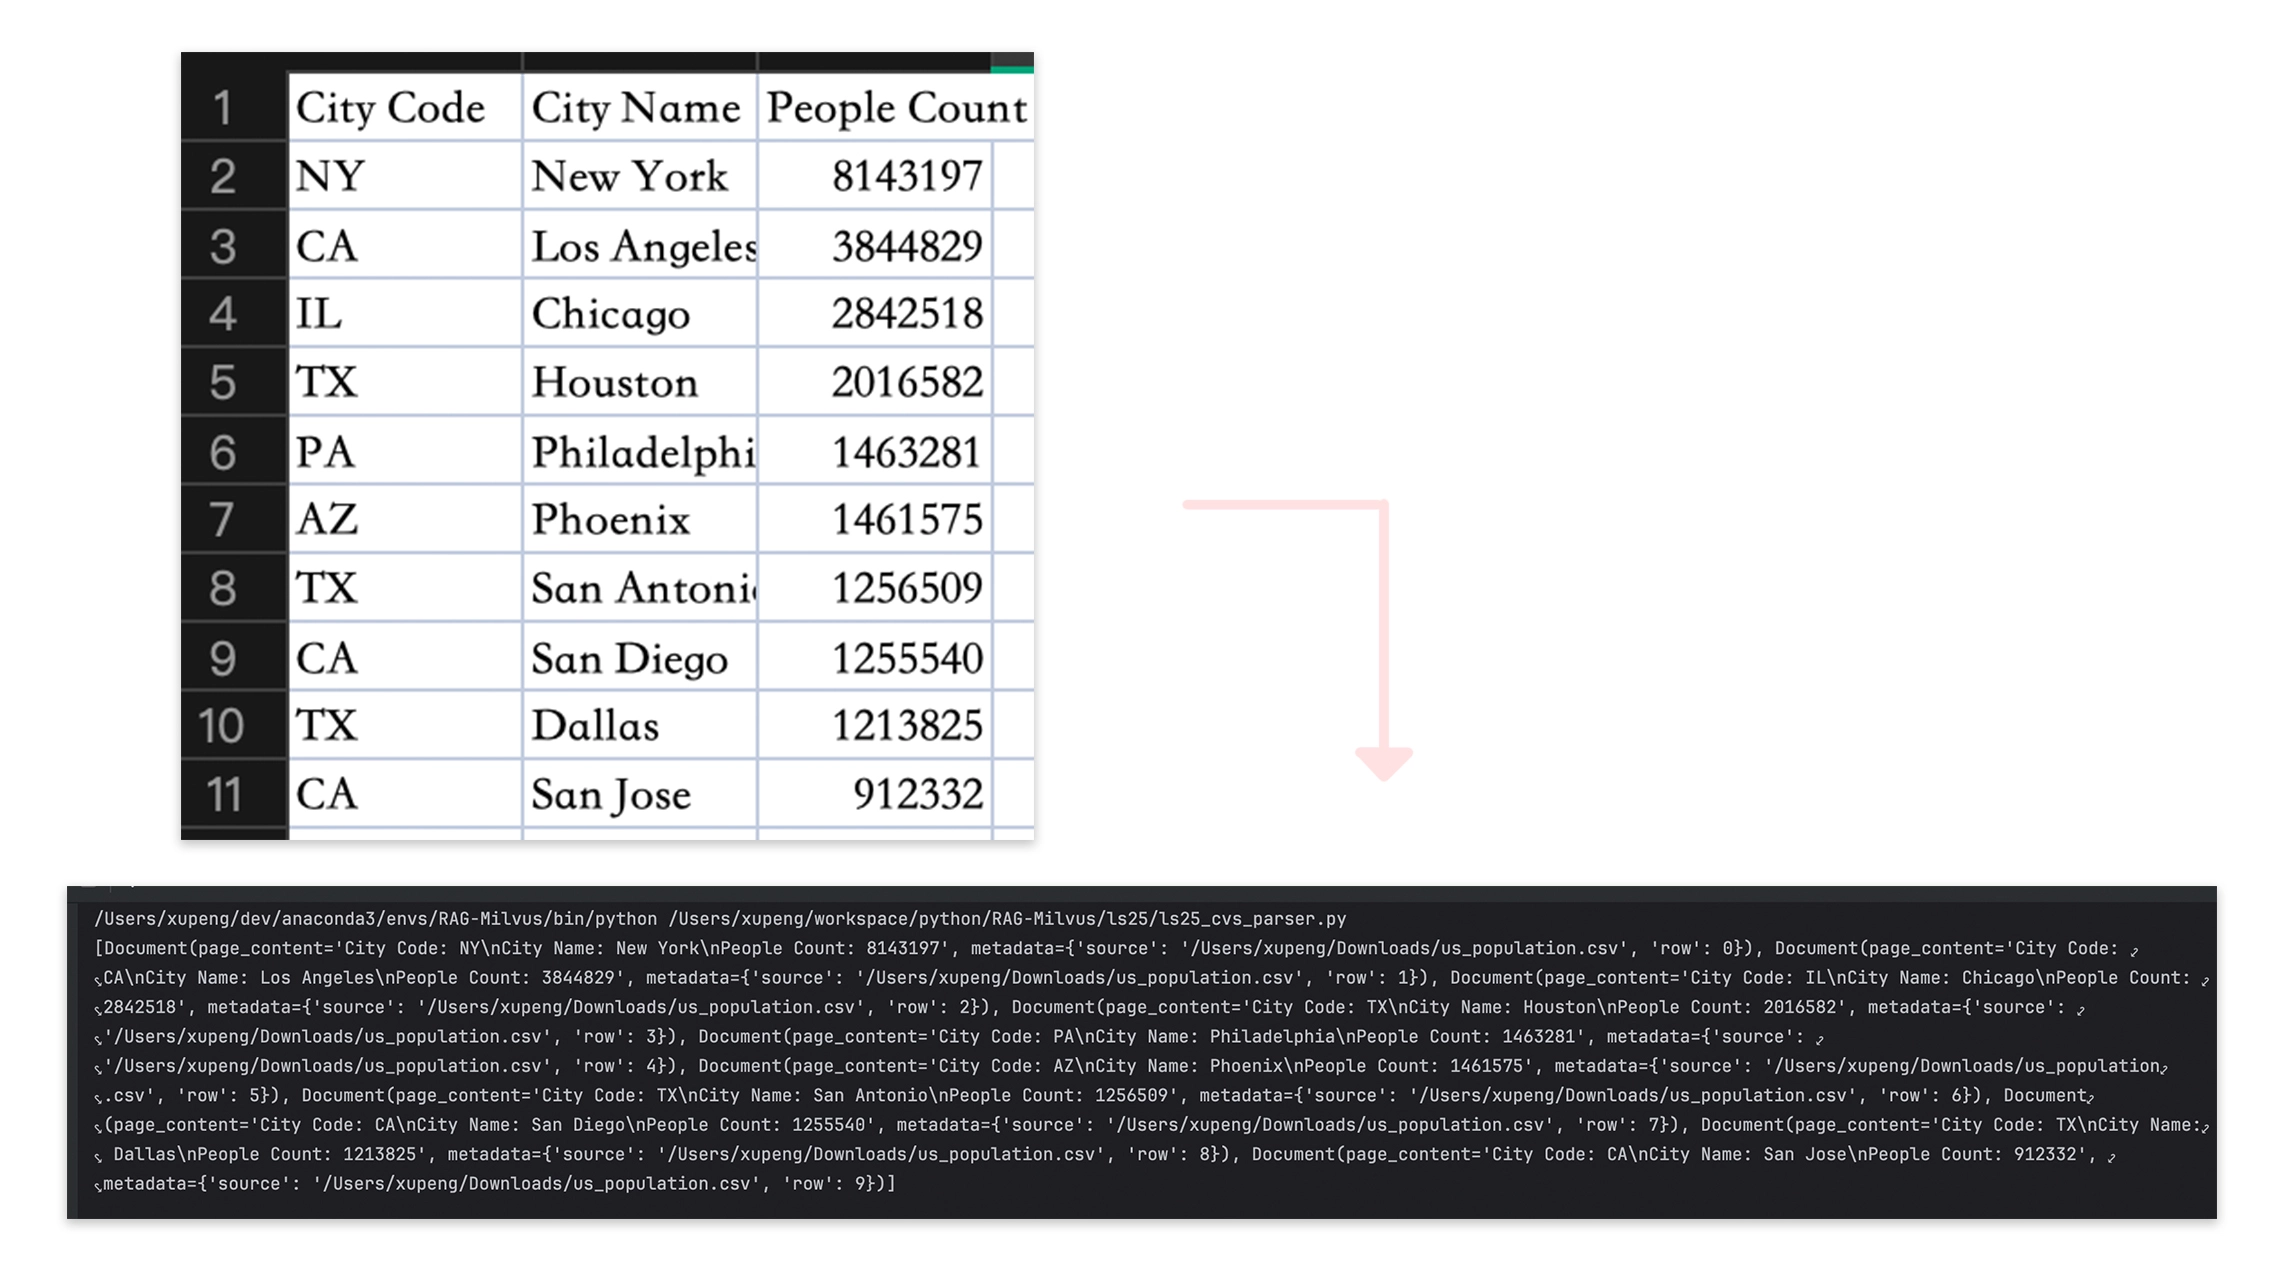 1 City Code City Name People Count
2 NY New York 8143197
3 CA Los Angeles 3844829
4 IL Chicago 2842518
5 TX Houston 2016582
6 PA Philadelphi 1463281
7 AZ Phoenix 1461575
8 TX San Antoni 1256509
9 CA San Diego 1255540
10 TX Dallas 1213825
11 CA San Jose 912332
/Users/xupeng/dev/anaconda3/envs/RAG-Milvus/bin/python /Users/xupeng/workspace/python/RAG-Milvus/ls25/ls25_cvs_parser.py
[Document(page_content='City Code: NY\nCity Name: New York\nPeople Count: 8143197', metadata={'source': '/Users/xupeng/Downloads/us_population.csv', 'row': 0}), Document(page_content='City Code:
CA\nCity Name: Los Angeles\nPeople Count: 3844829', metadata={'source': '/Users/xupeng/Downloads/us_population.csv', 'row': 1}), Document(page_content='City Code: IL\nCity Name: Chicago\nPeople Count:
2842518', metadata={'source': '/Users/xupeng/Downloads/us_population.csv', 'row': 2}), Document(page_content='City Code: TX\nCity Name: Houston\nPeople Count: 2016582', metadata={'source':
'/Users/xupeng/Downloads/us_population.csv', 'row': 3}), Document(page_content='City Code: PA\nCity Name: Philadelphia\nPeople Count: 1463281', metadata={'source':
'/Users/xupeng/Downloads/us_population.csv', 'row': 4}), Document(page_content='City Code: AZ\nCity Name: Phoenix\nPeople Count: 1461575', metadata={'source': '/Users/xupeng/Downloads/us_population
.csv', 'row': 5}), Document(page_content='City Code: TX\nCity Name: San Antonio\nPeople Count: 1256509', metadata={'source': '/Users/xupeng/Downloads/us_population.csv', 'row': 6}), Document
(page_content='City Code: CA\nCity Name: San Diego\nPeople Count: 1255540', metadata={'source': '/Users/xupeng/Downloads/us_population.csv', 'row': 7}), Document(page_content='City Code: TX\nCity Name:
Dallas\nPeople Count: 1213825', metadata={'source': '/Users/xupeng/Downloads/us_population.csv', 'row': 8}), Document(page_content='City Code: CA\nCity Name: San Jose\nPeople Count: 912332',
metadata={'source': '/Users/xupeng/Downloads/us_population.csv', 'row': 9})]